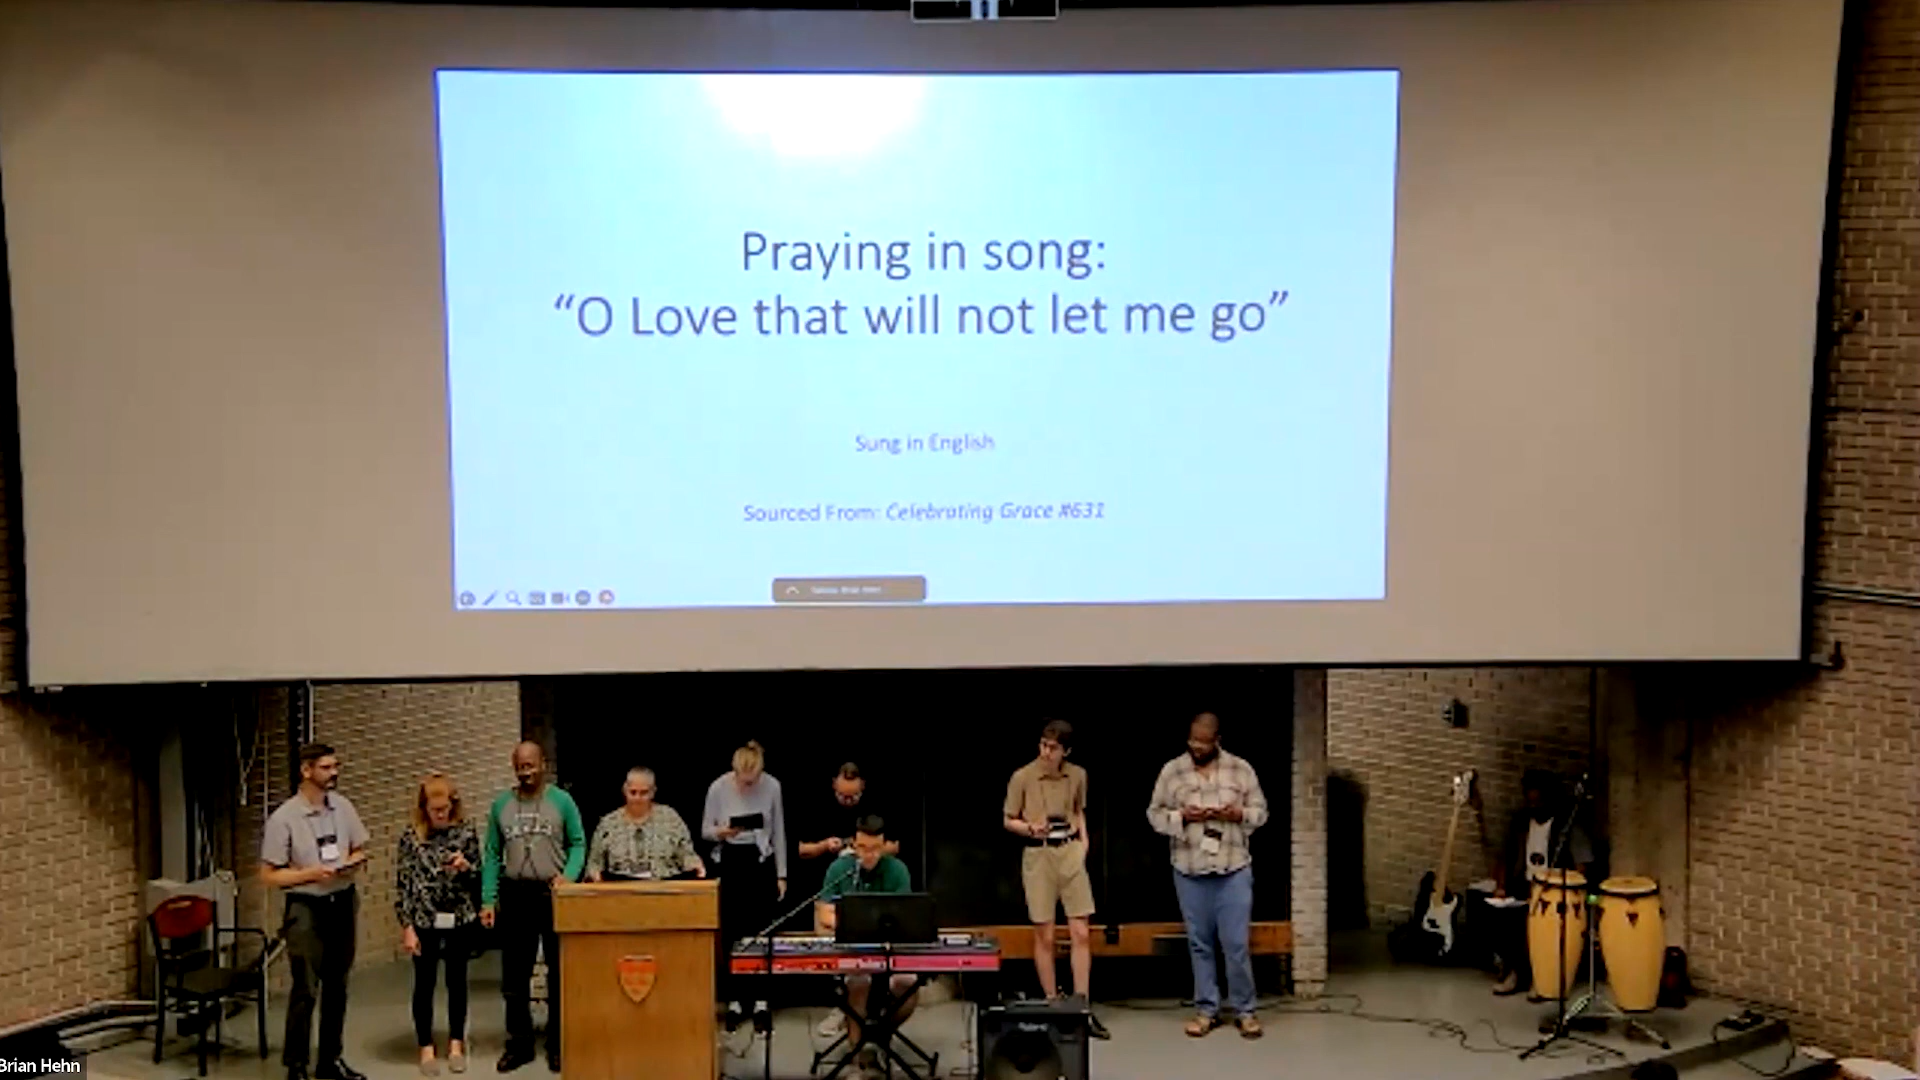 Praying in song:
“O Love that will not let me go”
Sung in English
Sourced From: Celebrating Grace #631
Brian Hehn